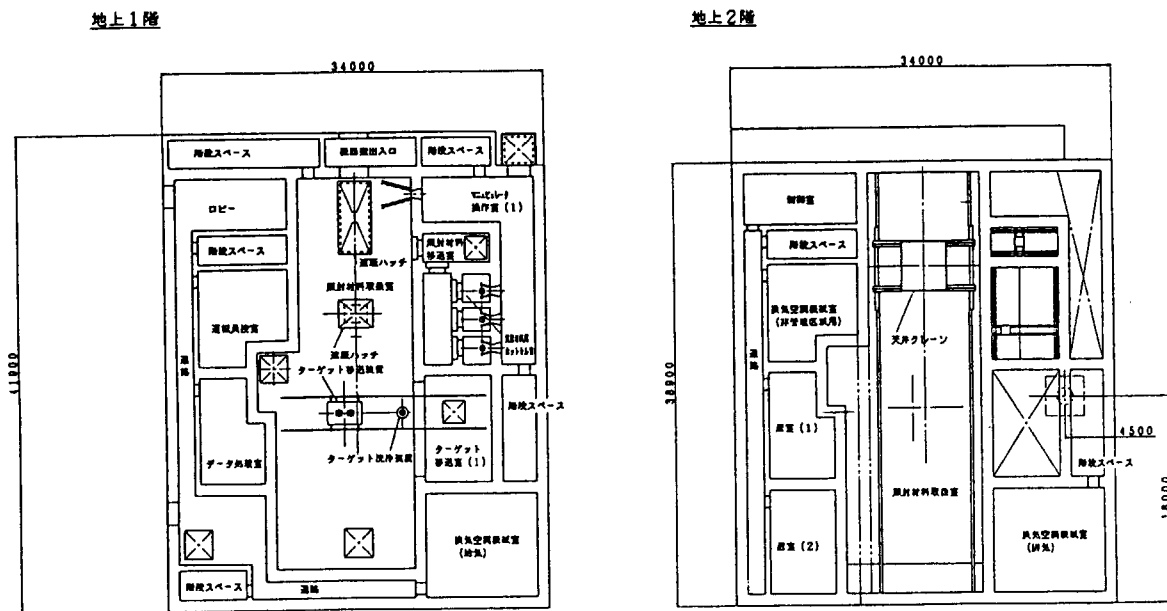 地上1階
34000
41900
階段スペース
機器搬出入口
階段スペース
ロビー
マニピュレータ
操作室(1)
階段スペース
照射材料
移送室
遮蔽ハッチ
照射材料取扱室
遮蔽ハッチ
ターゲット移送装置
通路
階段スペース
データ処理室
ターゲット洗浄装置
ターゲット
移送室(1)
換気空調機械室
(給気)
階段スペース
通路
地上2階
34000
38900
制御室
階段スペース
換気空調機械室
(非管理区域用)
天井クレーン
通路
居室(1)
4500
階段スペース
18000
照射材料取扱室
居室(2)
換気空調機械室
(排気)